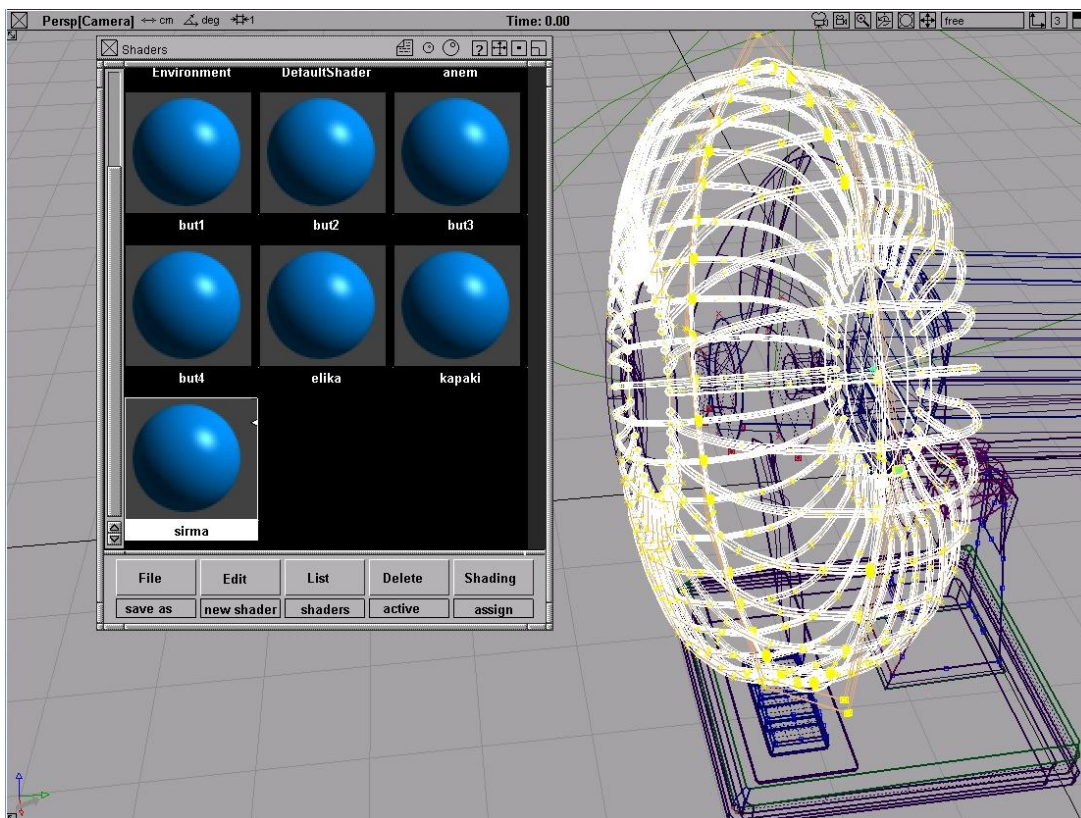 Persp[Camera] cm deg 1 Time: 0.00 free 3
Shaders ?
Environment DefaultShader anem
but1 but2 but3
but4 elika kapaki
sirma
File Edit List Delete Shading
save as new shader shaders active assign